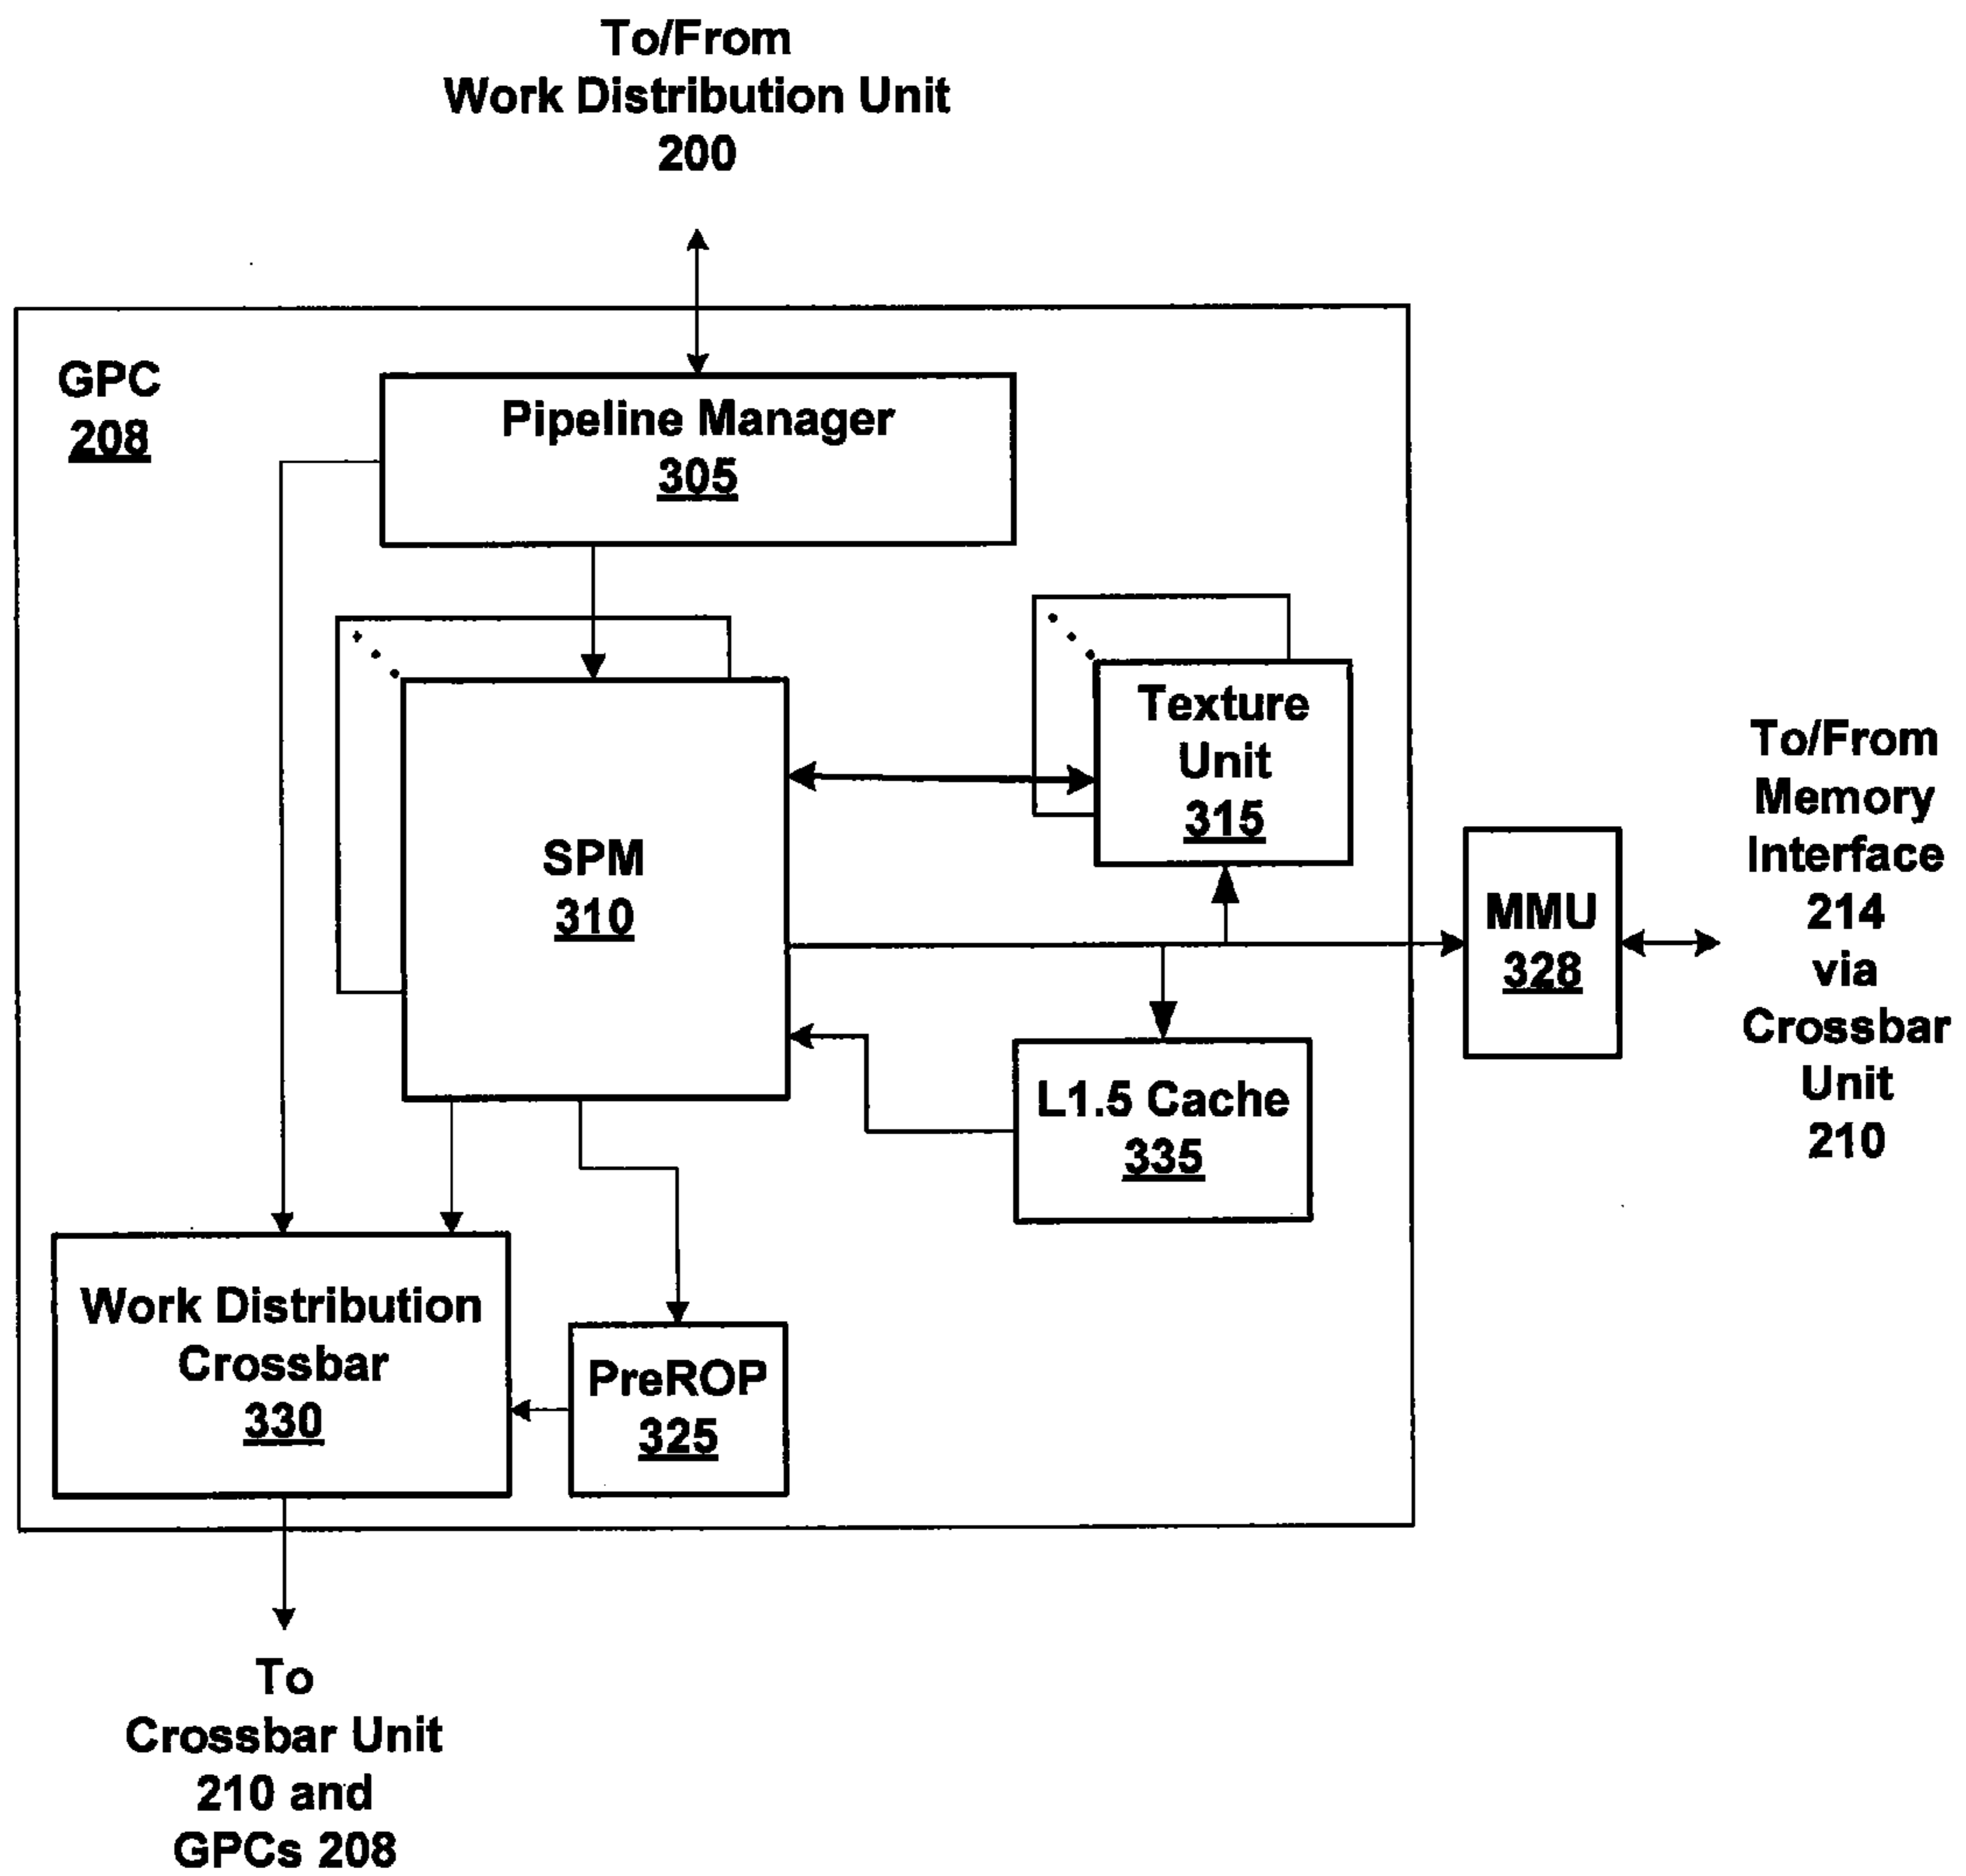 To/From
Work Distribution Unit
200
GPC
208
Pipeline Manager
305
Texture
Unit
315
SPM
310
To/From
Memory
Interface
214
via
Crossbar
Unit
210
MMU
328
L1.5 Cache
335
Work Distribution
Crossbar
330
PreROP
325
To
Crossbar Unit
210 and
GPCs 208